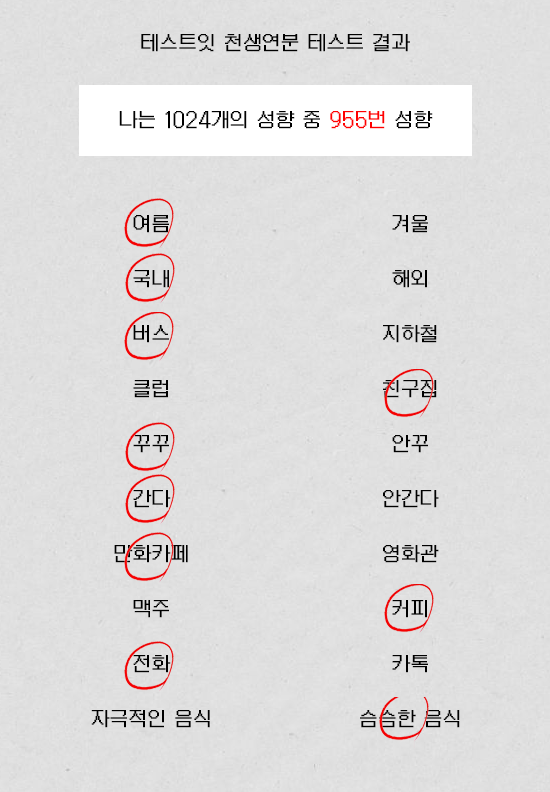 테스트잇 천생연분 테스트 결과
나는 1024개의 성향 중 955번 성향
여름 겨울
국내 해외
버스 지하철
클럽 친구집
꾸꾸 안꾸
간다 안간다
만화카페 영화관
맥주 커피
전화 카톡
자극적인 음식 슴슴한 음식